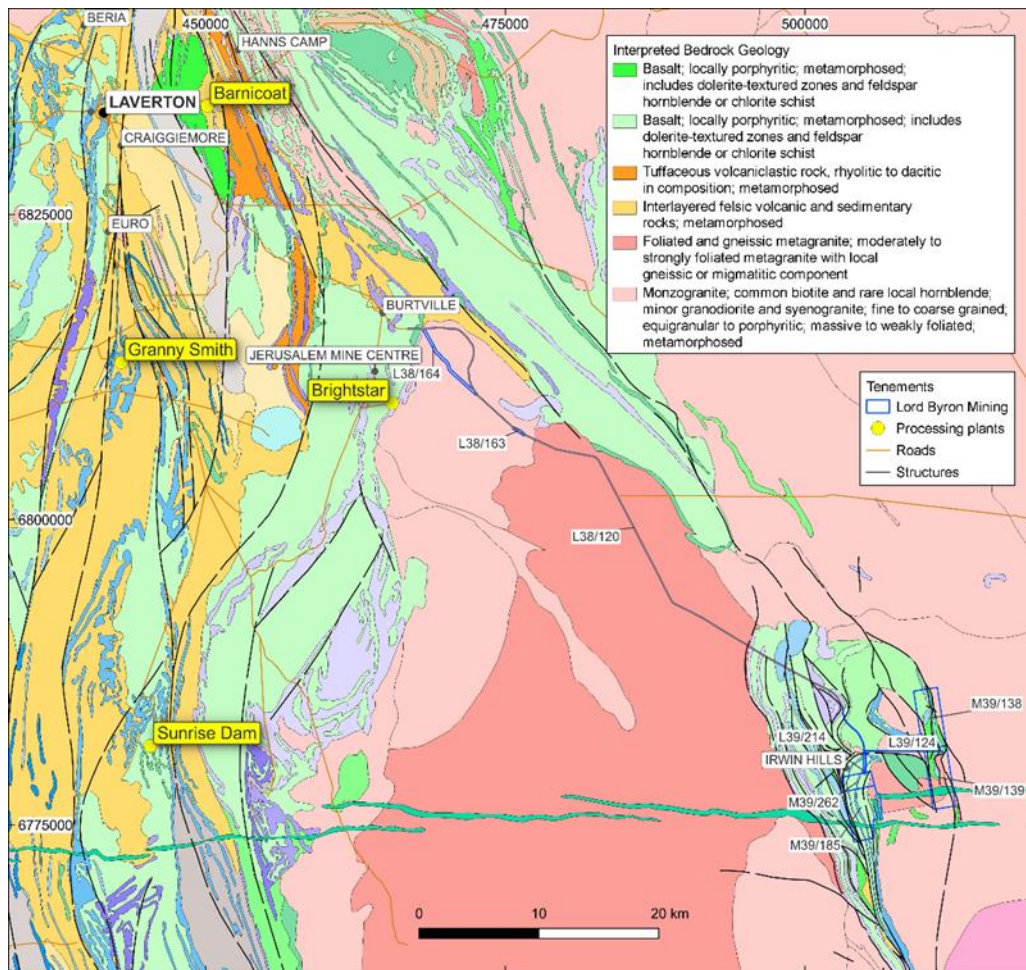 450000
475000
500000
BERIA
HANNS CAMP
Barnicoat
LAVERTON
CRAIGGIEMORE
6825000
EURO
BURTVILLE
Granny Smith
JERUSALEM MINE CENTRE
L38/164
Brightstar
L38/163
6800000
L38/120
Sunrise Dam
M39/138
L39/214
L39/124
IRWIN HILLS
M39/139
M39/262
6775000
M39/185
0
10
20 km
Interpreted Bedrock Geology
Basalt; locally porphyritic; metamorphosed;
includes dolerite-textured zones and feldspar
hornblende or chlorite schist
Basalt; locally porphyritic; metamorphosed; includes
dolerite-textured zones and feldspar
hornblende or chlorite schist
Tuffaceous volcaniclastic rock, rhyolitic to dacitic
in composition; metamorphosed
Interlayered felsic volcanic and sedimentary
rocks; metamorphosed
Foliated and gneissic metagranite; moderately to
strongly foliated metagranite with local
gneissic or migmatitic component
Monzogranite; common biotite and rare local hornblende;
minor granodiorite and syenogranite; fine to coarse grained;
equigranular to porphyritic; massive to weakly foliated;
metamorphosed
Tenements
Lord Byron Mining
Processing plants
Roads
Structures